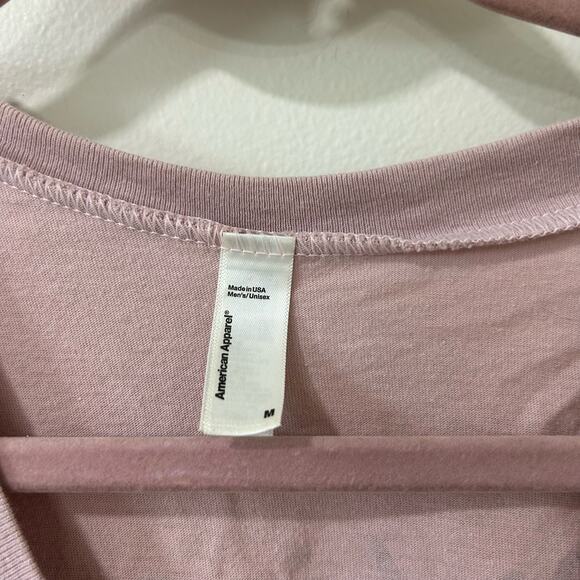 Made in USA
Men's/Unisex
American Apparel®
M